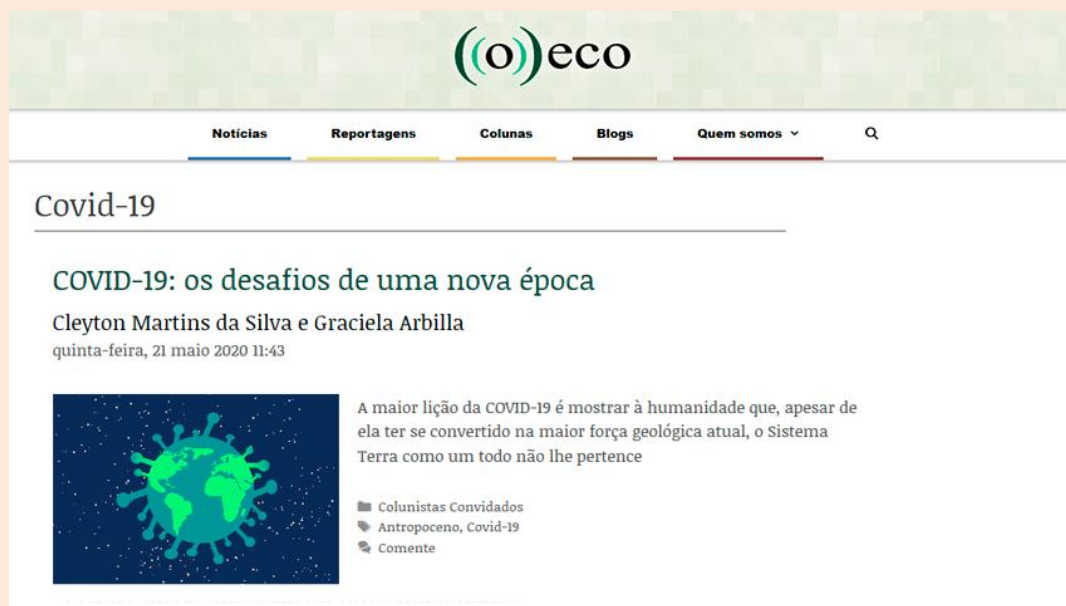 ((o))eco
Notícias Reportagens Colunas Blogs Quem somos
Covid-19
COVID-19: os desafios de uma nova época
Cleyton Martins da Silva e Graciela Arbilla
quinta-feira, 21 maio 2020 11:43
A maior lição da COVID-19 é mostrar à humanidade que, apesar de
ela ter se convertido na maior força geológica atual, o Sistema
Terra como um todo não lhe pertence
Colunistas Convidados
Antropoceno, Covid-19
Comente